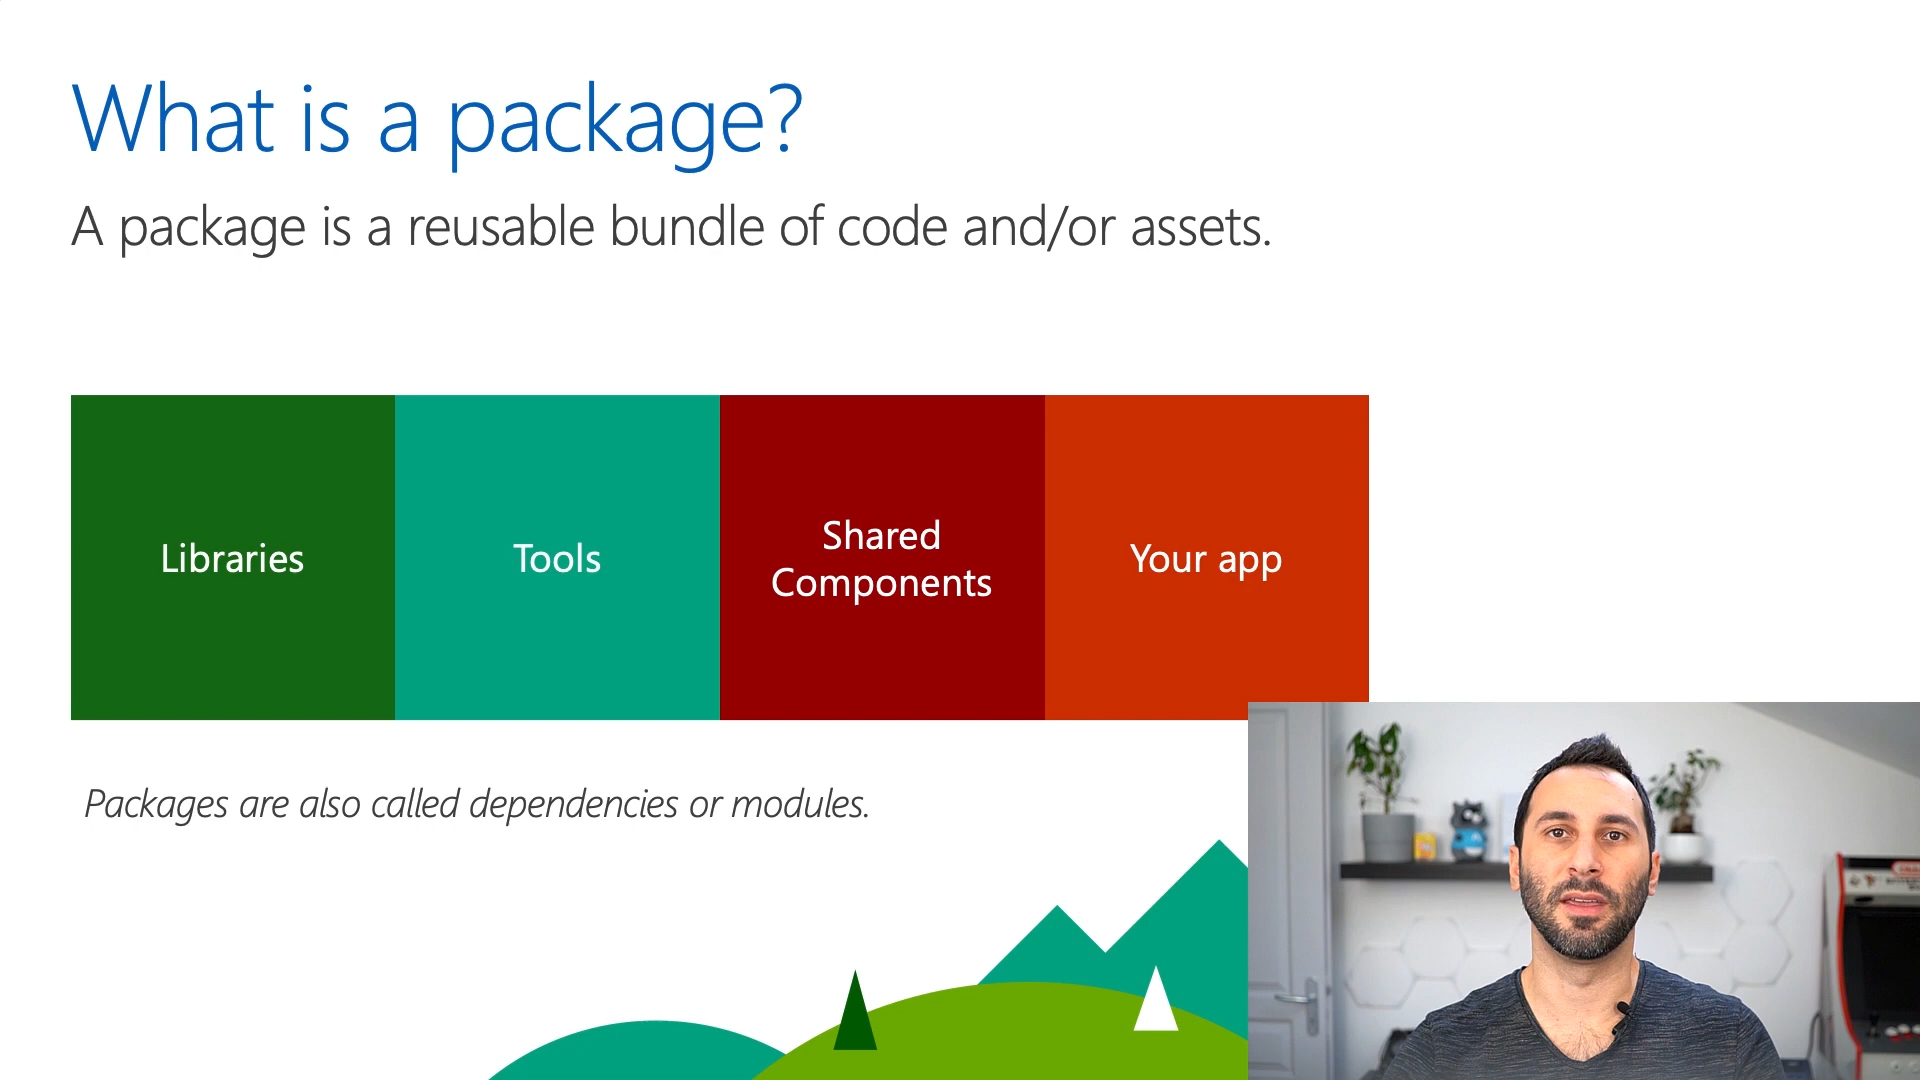 What is a package?
A package is a reusable bundle of code and/or assets.
Libraries
Tools
Shared
Components
Your app
Packages are also called dependencies or modules.